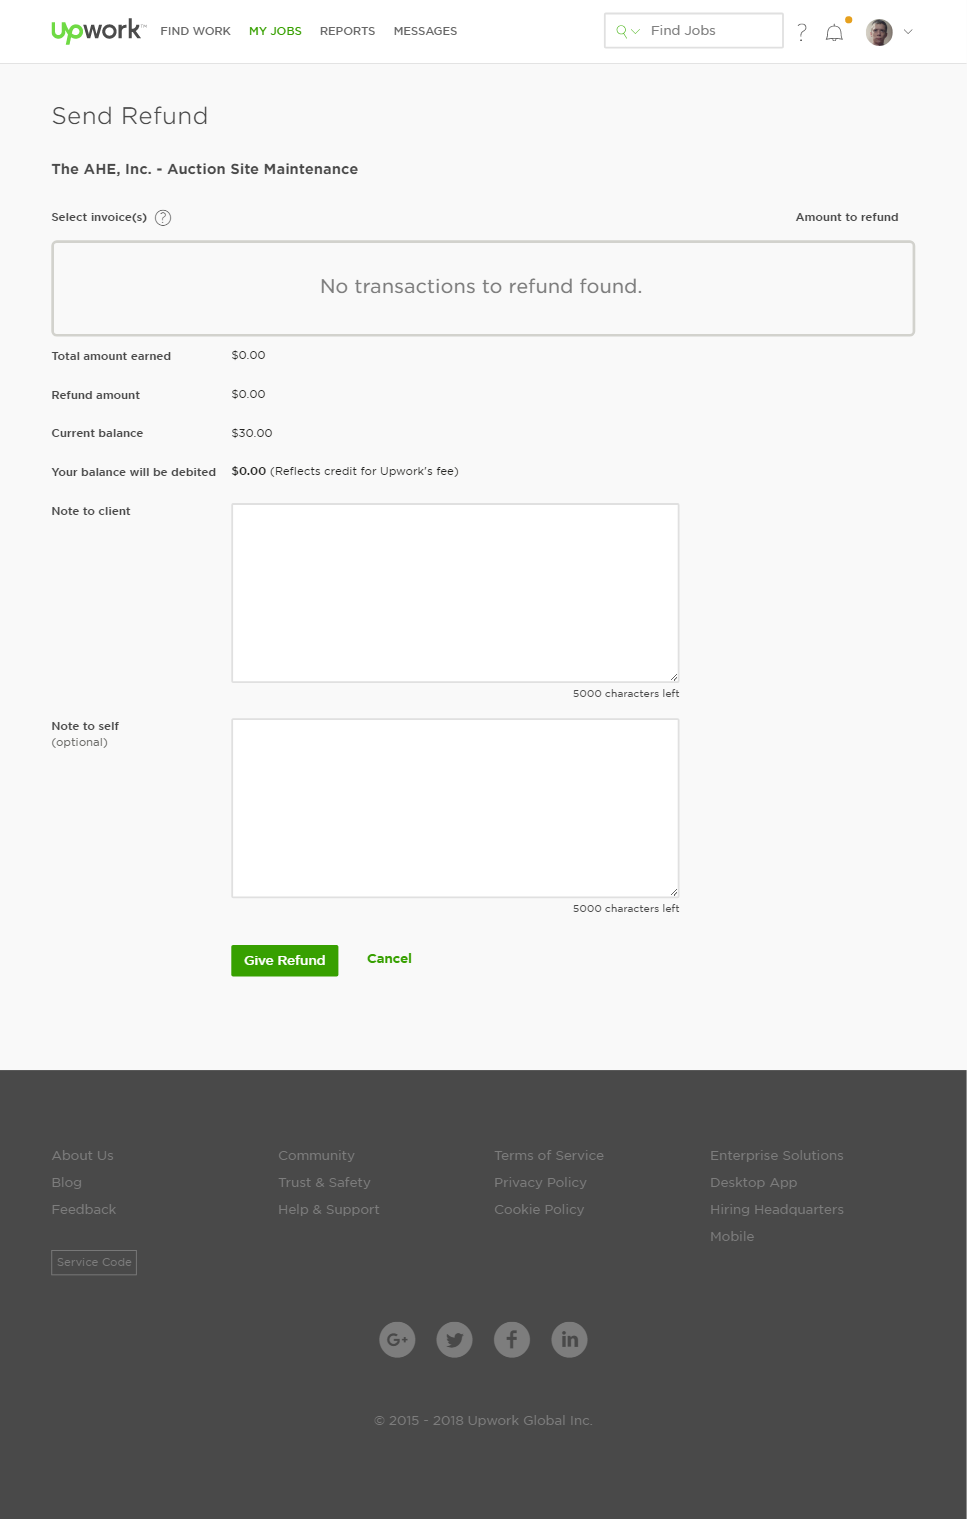 Upwork™ FIND WORK MY JOBS REPORTS MESSAGES Find Jobs ?
Send Refund
The AHE, Inc. - Auction Site Maintenance
Select invoice(s) ? Amount to refund
No transactions to refund found.
Total amount earned $0.00
Refund amount $0.00
Current balance $30.00
Your balance will be debited $0.00 (Reflects credit for Upwork's fee)
Note to client
5000 characters left
Note to self
(optional)
5000 characters left
Give Refund Cancel
About Us Community Terms of Service Enterprise Solutions
Blog Trust & Safety Privacy Policy Desktop App
Feedback Help & Support Cookie Policy Hiring Headquarters
Mobile
Service Code
G+ f in
© 2015 - 2018 Upwork Global Inc.